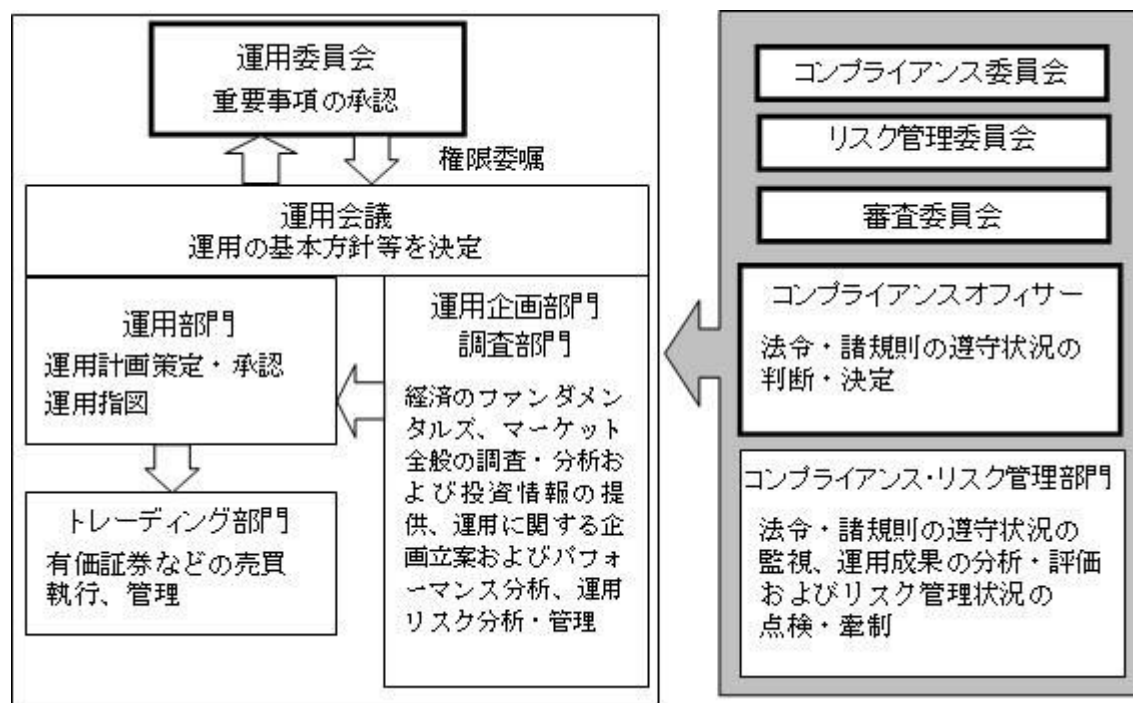 運用委員会
重要事項の承認
権限委嘱
運用会議
運用の基本方針等を決定
運用部門
運用計画策定・承認
運用指図
トレーディング部門
有価証券などの売買
執行、管理
運用企画部門
調査部門
経済のファンダメン
タルズ、マーケット
全般の調査・分析お
よび投資情報の提
供、運用に関する企
画立案およびパフォ
ーマンス分析、運用
リスク分析・管理
コンプライアンス委員会
リスク管理委員会
審査委員会
コンプライアンスオフィサー
法令・諸規則の遵守状況の
判断・決定
コンプライアンス・リスク管理部門
法令・諸規則の遵守状況の
監視、運用成果の分析・評価
およびリスク管理状況の
点検・牽制